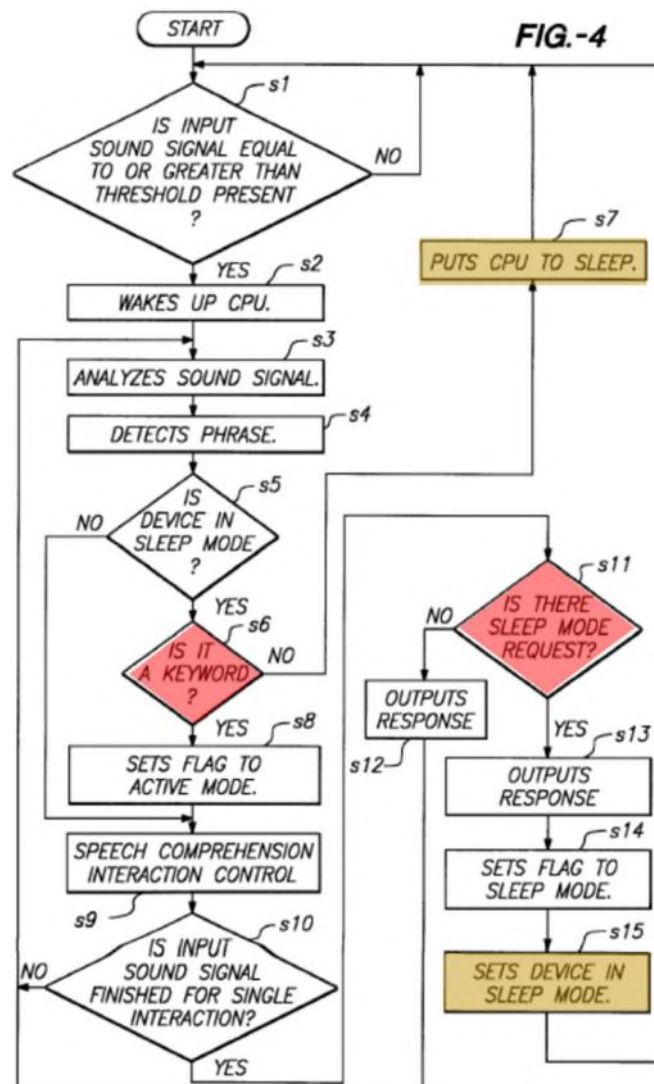 START
FIG.-4
s1
IS INPUT
SOUND SIGNAL EQUAL
TO OR GREATER THAN
THRESHOLD PRESENT
?
NO
YES
s2
WAKES UP CPU.
s7
PUTS CPU TO SLEEP.
s3
ANALYZES SOUND SIGNAL.
s4
DETECTS PHRASE.
s5
IS
DEVICE IN
SLEEP MODE
?
NO
YES
s6
IS IT
A KEYWORD
?
NO
YES
s8
SETS FLAG TO
ACTIVE MODE.
SPEECH COMPREHENSION
INTERACTION CONTROL
s9
s10
IS INPUT
SOUND SIGNAL
FINISHED FOR SINGLE
INTERACTION?
NO
YES
s11
IS THERE
SLEEP MODE
REQUEST?
NO
YES
OUTPUTS
RESPONSE
s12
s13
OUTPUTS
RESPONSE
s14
SETS FLAG TO
SLEEP MODE.
s15
SETS DEVICE IN
SLEEP MODE.